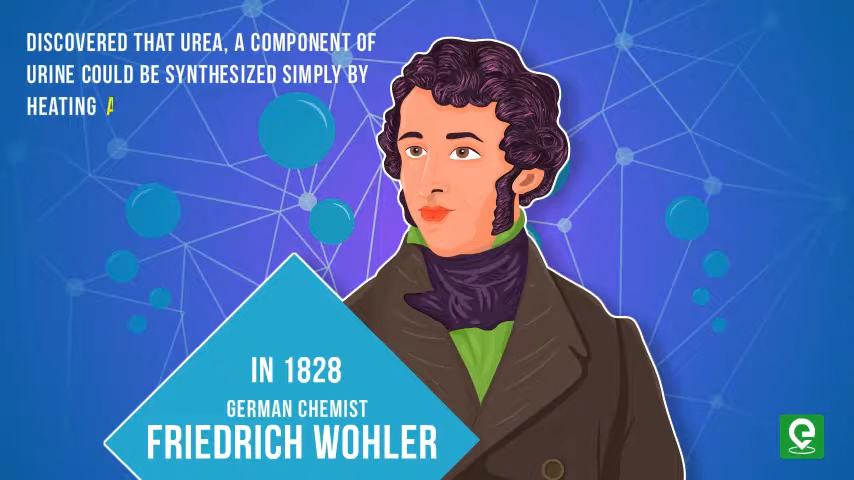 DISCOVERED THAT UREA, A COMPONENT OF
URINE COULD BE SYNTHESIZED SIMPLY BY
HEATING
IN 1828
GERMAN CHEMIST
FRIEDRICH WOHLER